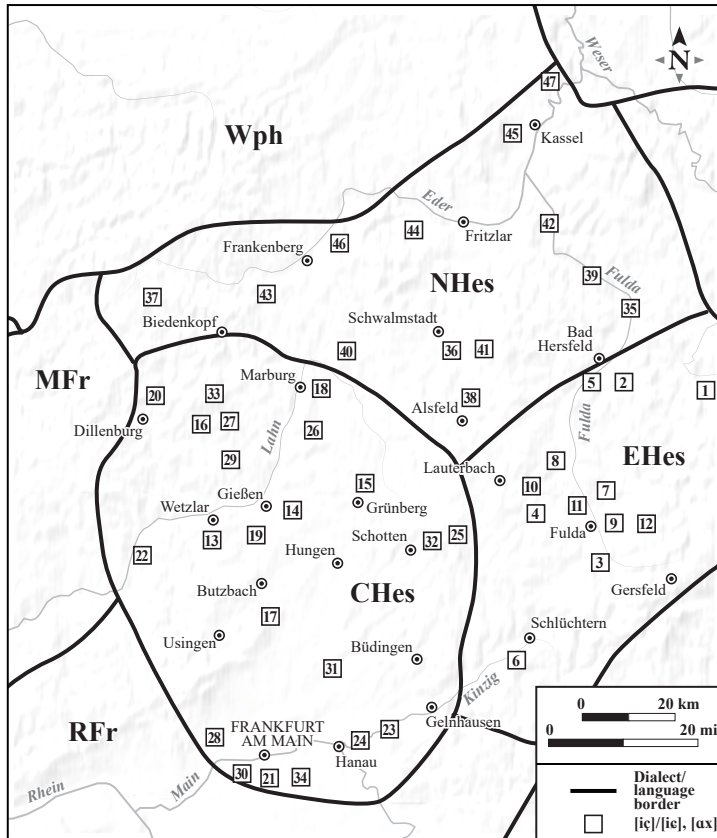 Weser
N
47
Wph
45
Kassel
Eder
44
42
Fritzlar
46
Frankenberg
NHes
39
Fulda
37
43
35
Schwalmstadt
Biedenkopf
Bad
Hersfeld
40
36
41
MFr
Marburg
18
5
2
1
20
33
38
Dillenburg
16
27
Alsfeld
Lahn
26
Fulda
EHes
29
8
Lauterbach
15
10
7
Gießen
Wetzlar
14
Grünberg
4
11
Fulda
9
12
13
19
Schotten
32
25
22
Hungen
3
Gersfeld
Butzbach
CHes
17
Usingen
Schlüchtern
Büdingen
6
31
Kinzig
RFr
Gelnhausen
28
FRANKFURT
AM MAIN
24
23
Hanau
30
21
34
Rhein
Main
0 20 km
0 20 mi
Dialect/
language
border
[iç]/[iɕ], [ɑx]